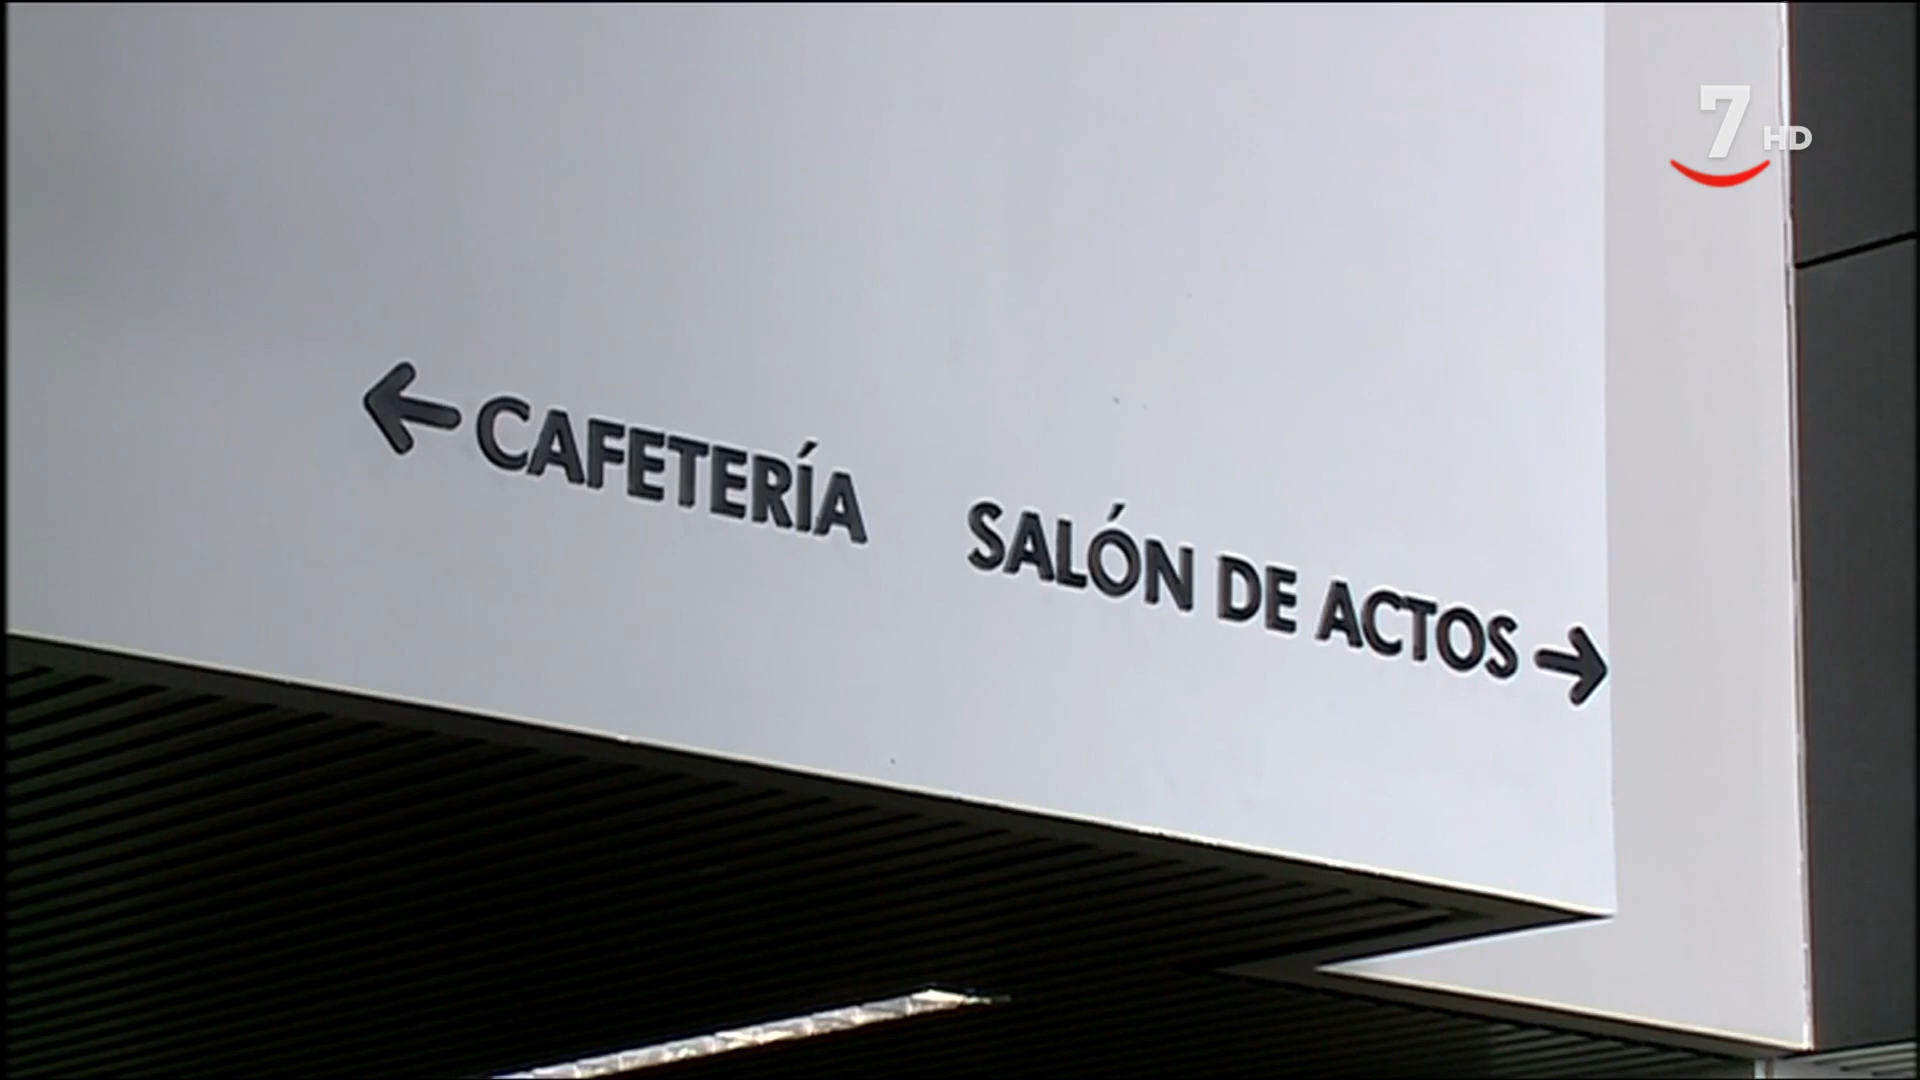 7 HD
← CAFETERÍA
SALÓN DE ACTOS →